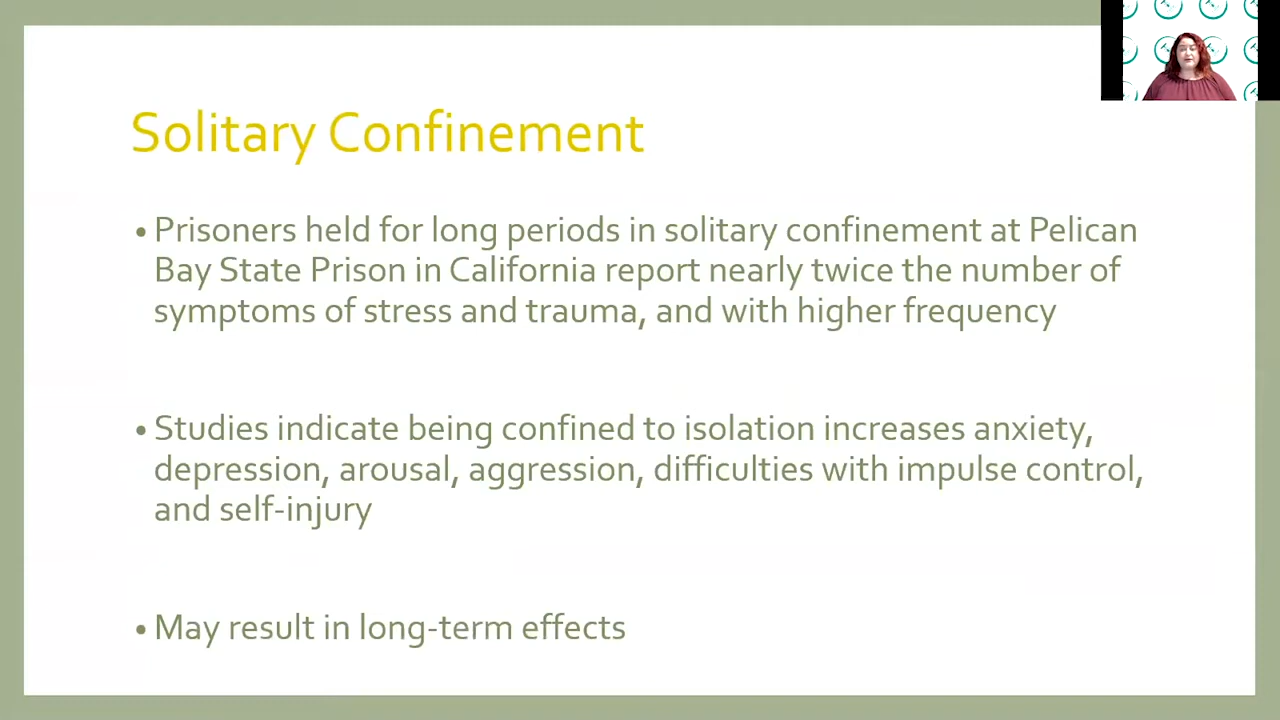 Solitary Confinement
• Prisoners held for long periods in solitary confinement at Pelican
Bay State Prison in California report nearly twice the number of
symptoms of stress and trauma, and with higher frequency
• Studies indicate being confined to isolation increases anxiety,
depression, arousal, aggression, difficulties with impulse control,
and self-injury
• May result in long-term effects